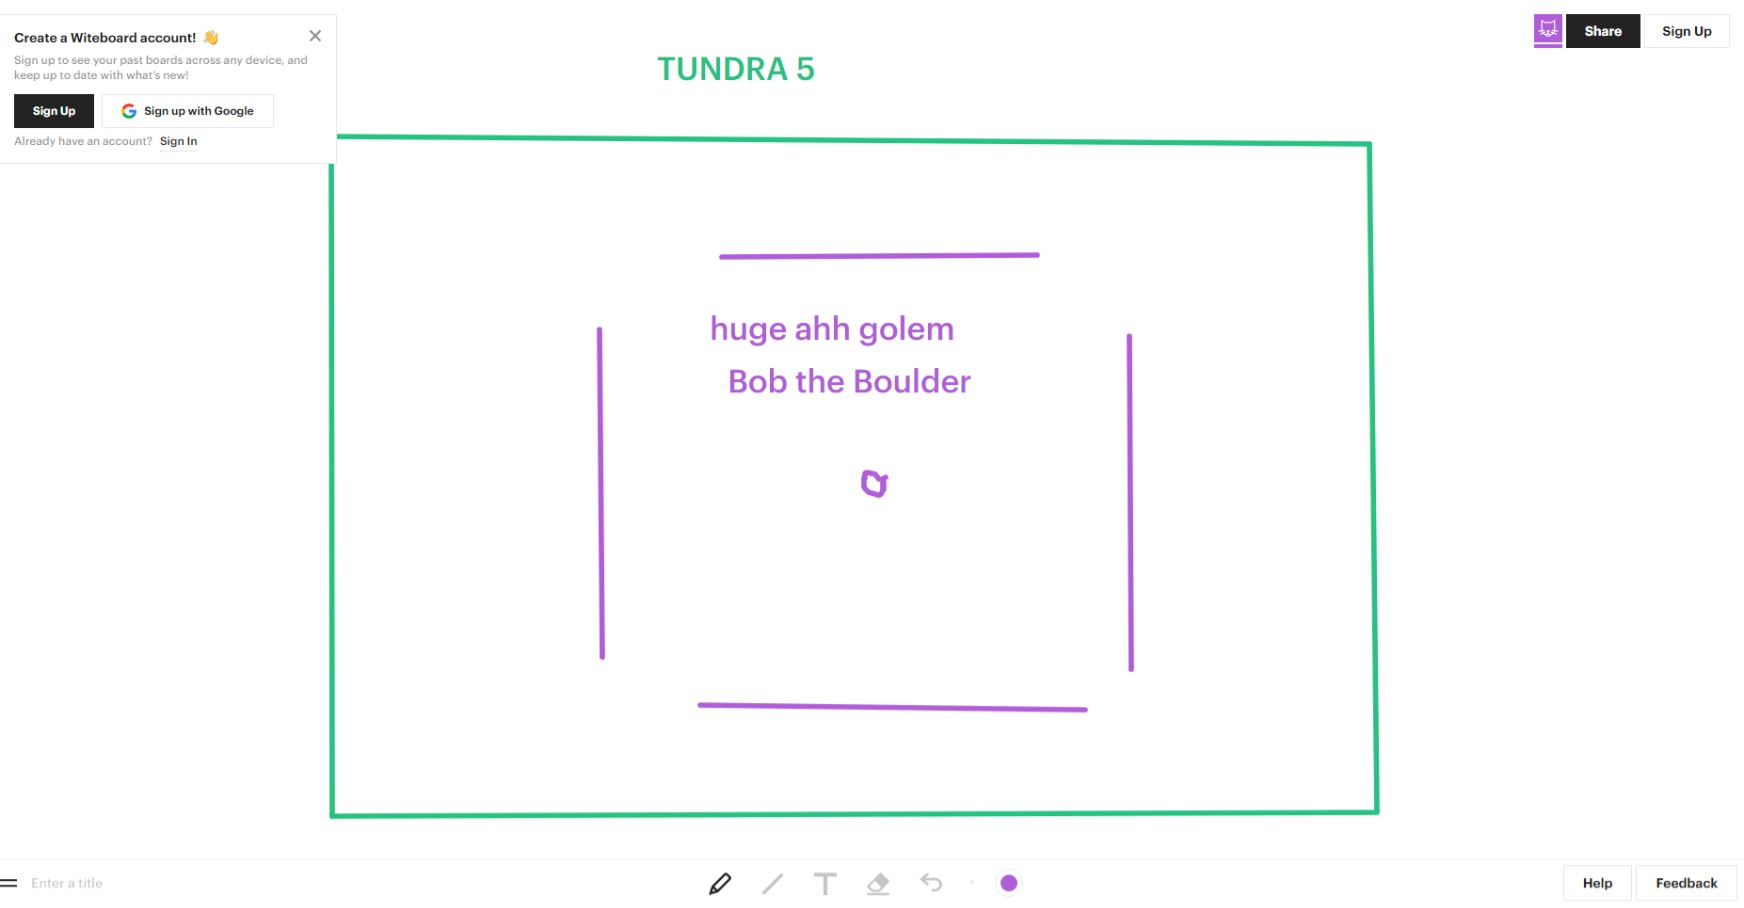 Create a Witeboard account! 👋
Sign up to see your past boards across any device, and
keep up to date with what's new!
Sign Up
Sign up with Google
Already have an account? Sign In
Share
Sign Up
TUNDRA 5
huge ahh golem
Bob the Boulder
Enter a title
Help
Feedback